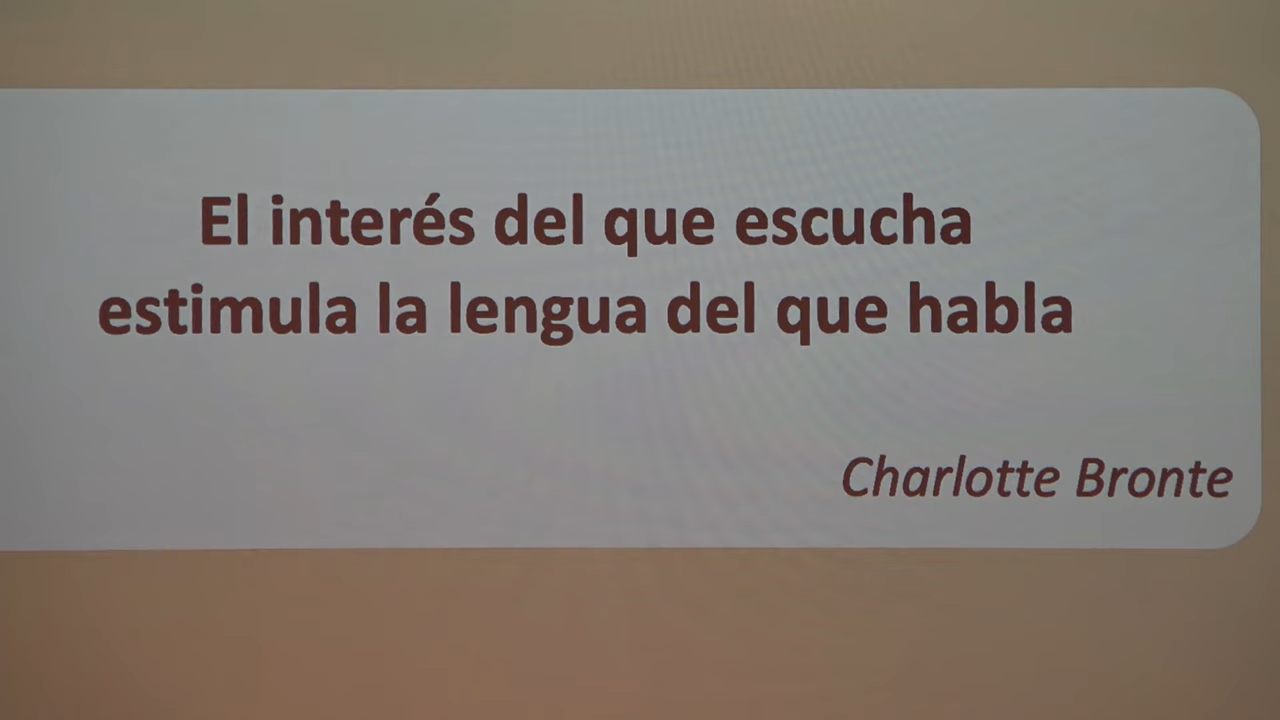 El interés del que escucha
estimula la lengua del que habla
Charlotte Bronte